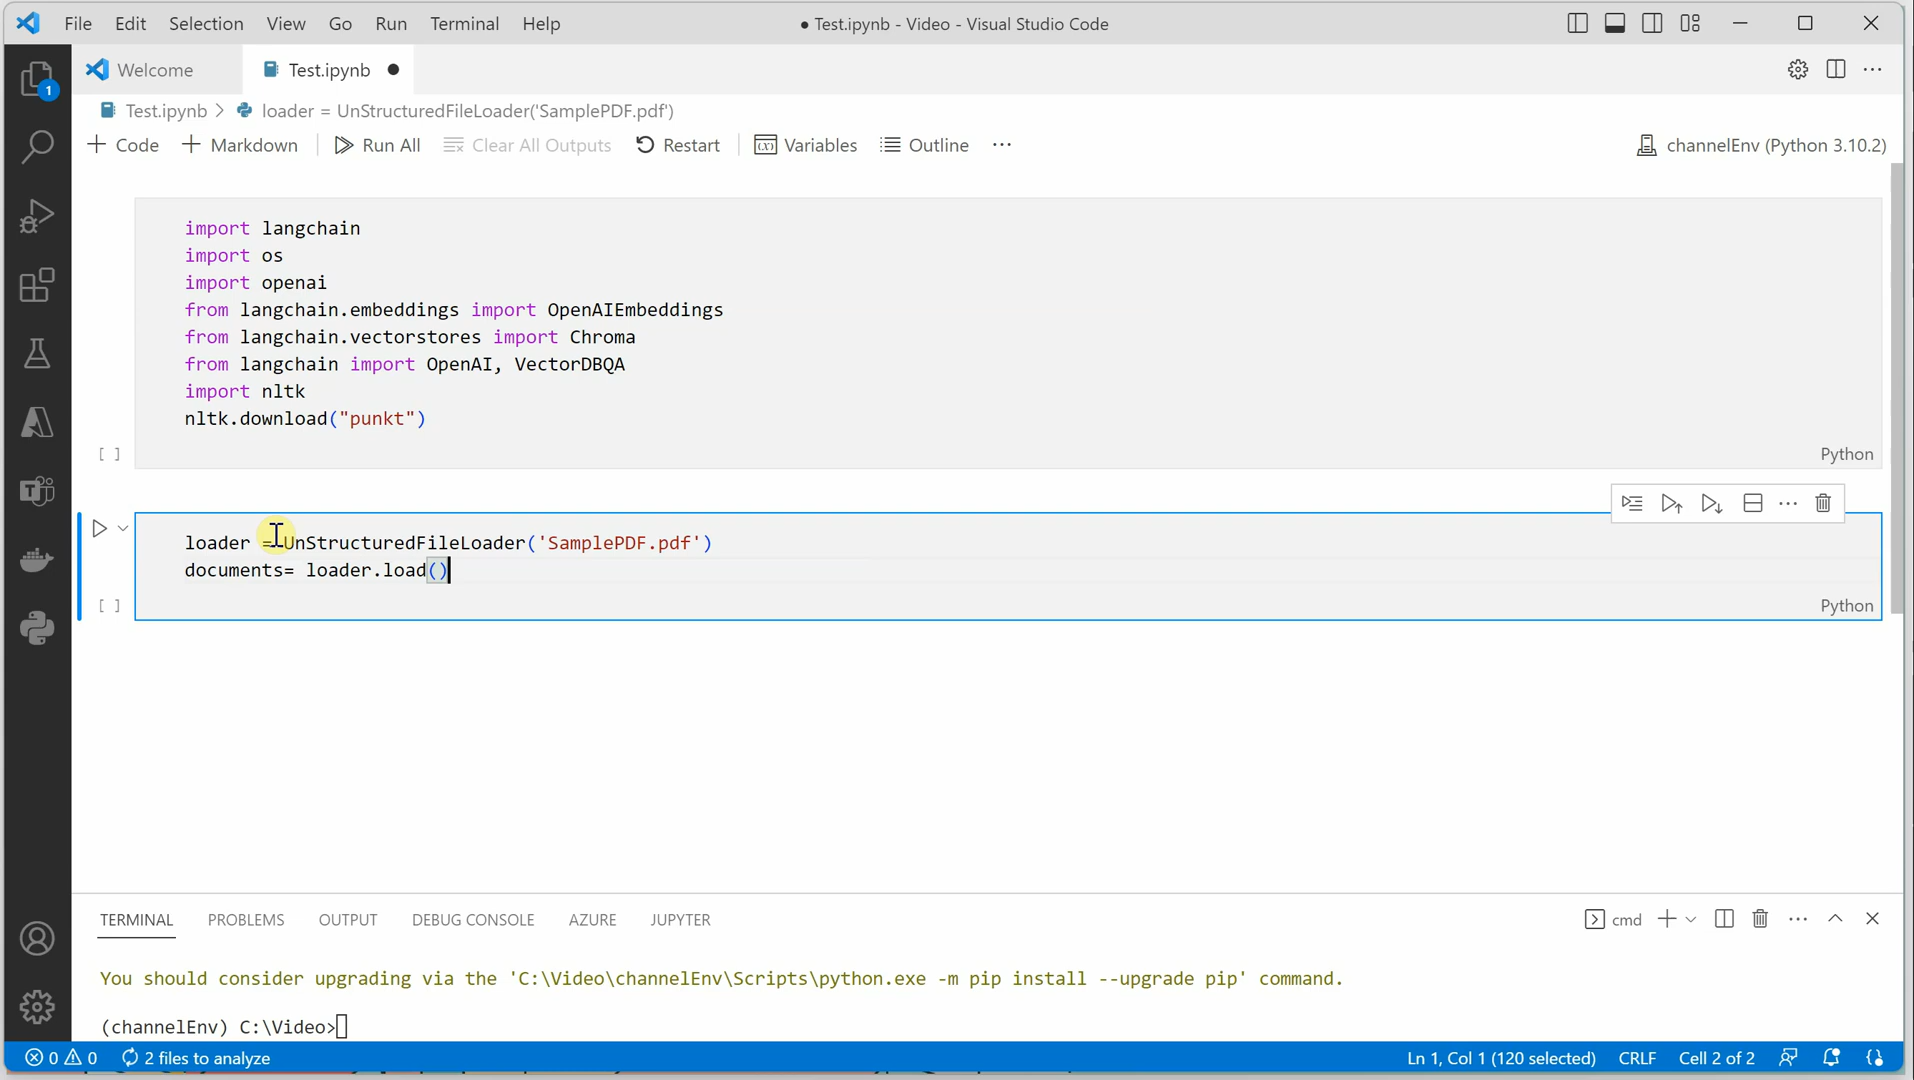 File Edit Selection View Go Run Terminal Help
● Test.ipynb - Video - Visual Studio Code
Welcome
Test.ipynb ●
1
Test.ipynb > loader = UnStructuredFileLoader('SamplePDF.pdf')
+ Code + Markdown Run All Clear All Outputs Restart Variables Outline ···
channelEnv (Python 3.10.2)
import langchain
import os
import openai
from langchain.embeddings import OpenAIEmbeddings
from langchain.vectorstores import Chroma
from langchain import OpenAI, VectorDBQA
import nltk
nltk.download("punkt")
[ ]
Python
loader = UnStructuredFileLoader('SamplePDF.pdf')
documents= loader.load()
[ ]
Python
TERMINAL PROBLEMS OUTPUT DEBUG CONSOLE AZURE JUPYTER
cmd
You should consider upgrading via the 'C:\Video\channelEnv\Scripts\python.exe -m pip install --upgrade pip' command.
(channelEnv) C:\Video>
0 0 2 files to analyze
Ln 1, Col 1 (120 selected) CRLF Cell 2 of 2